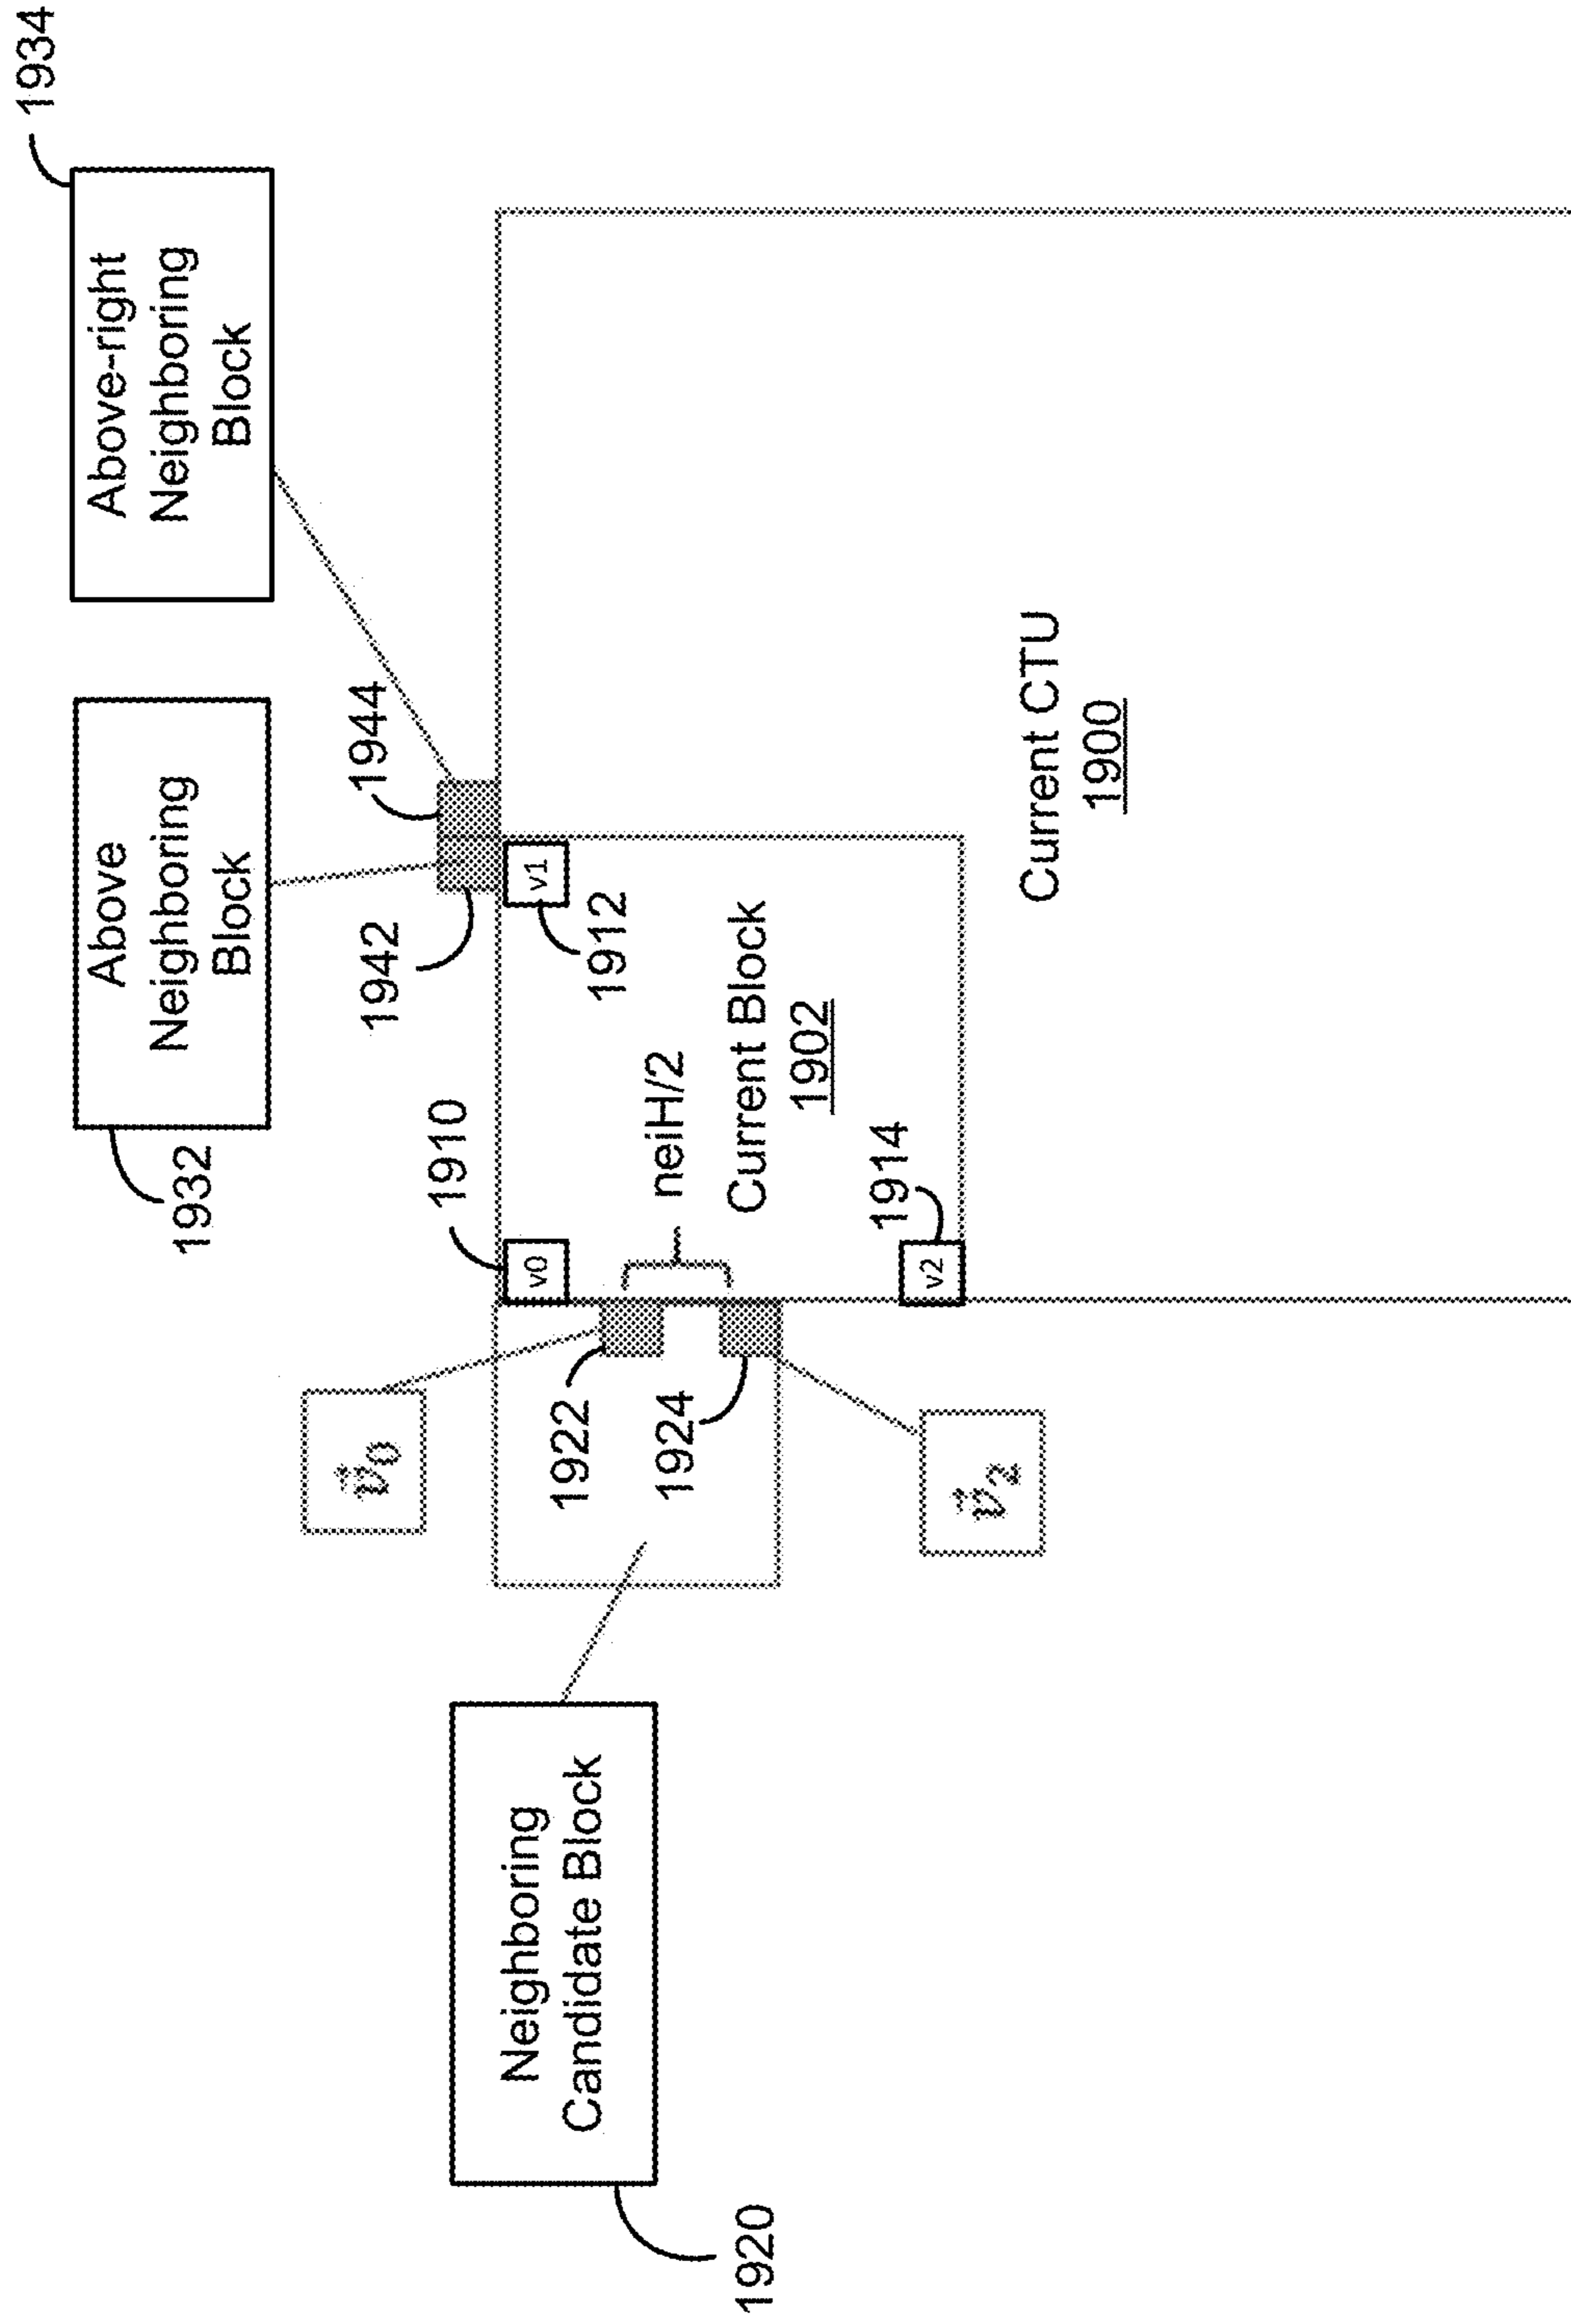 1934
Above-right
Neighboring
Block
Above
Neighboring
Block
1932
1944
1942
1910
v0
v1
1912
neiH/2
Current Block
1902
1914
v2
1922
1924
v⃗0
v⃗2
Neighboring
Candidate Block
1920
Current CTU
1900